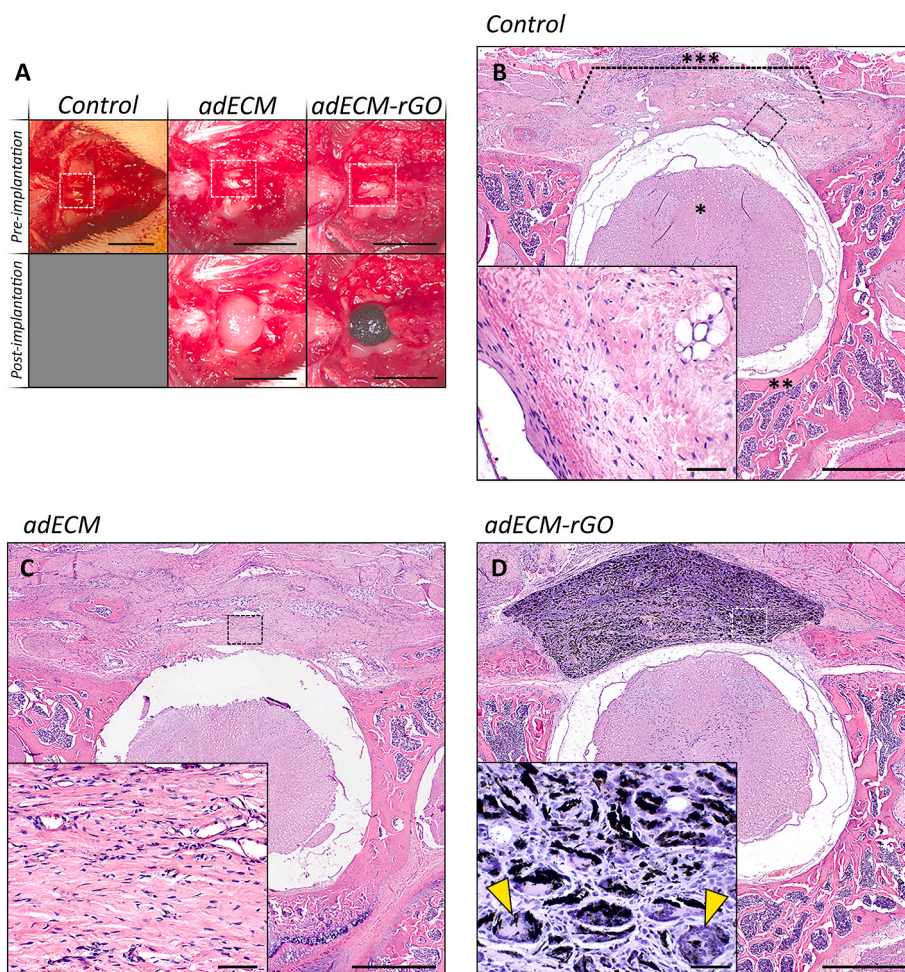 Control
A
B
***
Control
adECM
adECM-rGO
Pre-implantation
Post-implantation
*
**
adECM
adECM-rGO
C
D